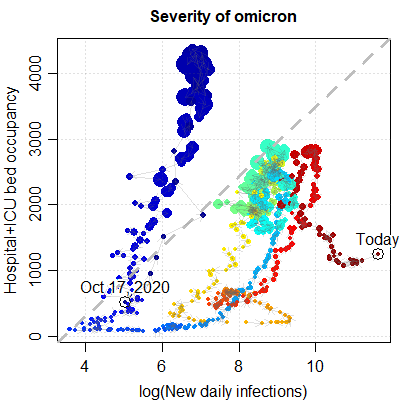 Severity of omicron
Hospital+ICU bed occupancy
4000
3000
2000
1000
0
Today
Oct 17, 2020
4
6
8
10
log(New daily infections)